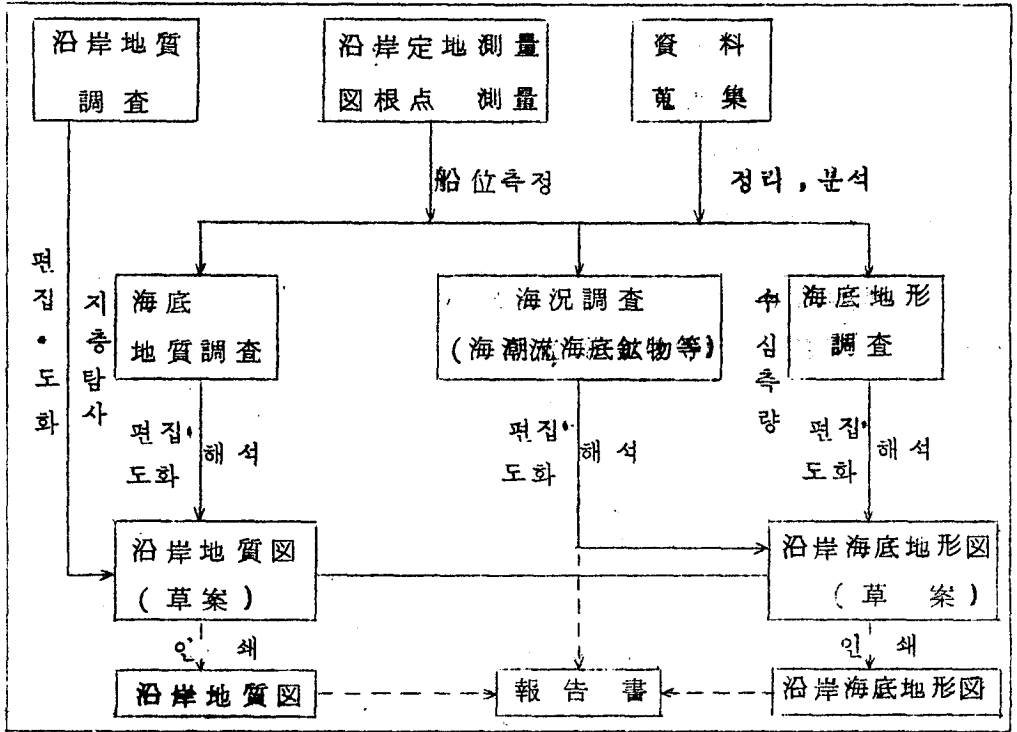 沿岸地質
調査
沿岸定地測量
図根点 測量
資料
蒐集
船位측정
정리, 분석
편집·도화
지층탐사
海底
地質調査
海況調査
(海潮流海底鉱物等)
수심측량
海底地形
調査
편집·
도화
해석
편집·
도화
해석
편집·
도화
해석
沿岸地質図
(草案)
沿岸海底地形図
(草案)
인쇄
인쇄
沿岸地質図
報告書
沿岸海底地形図